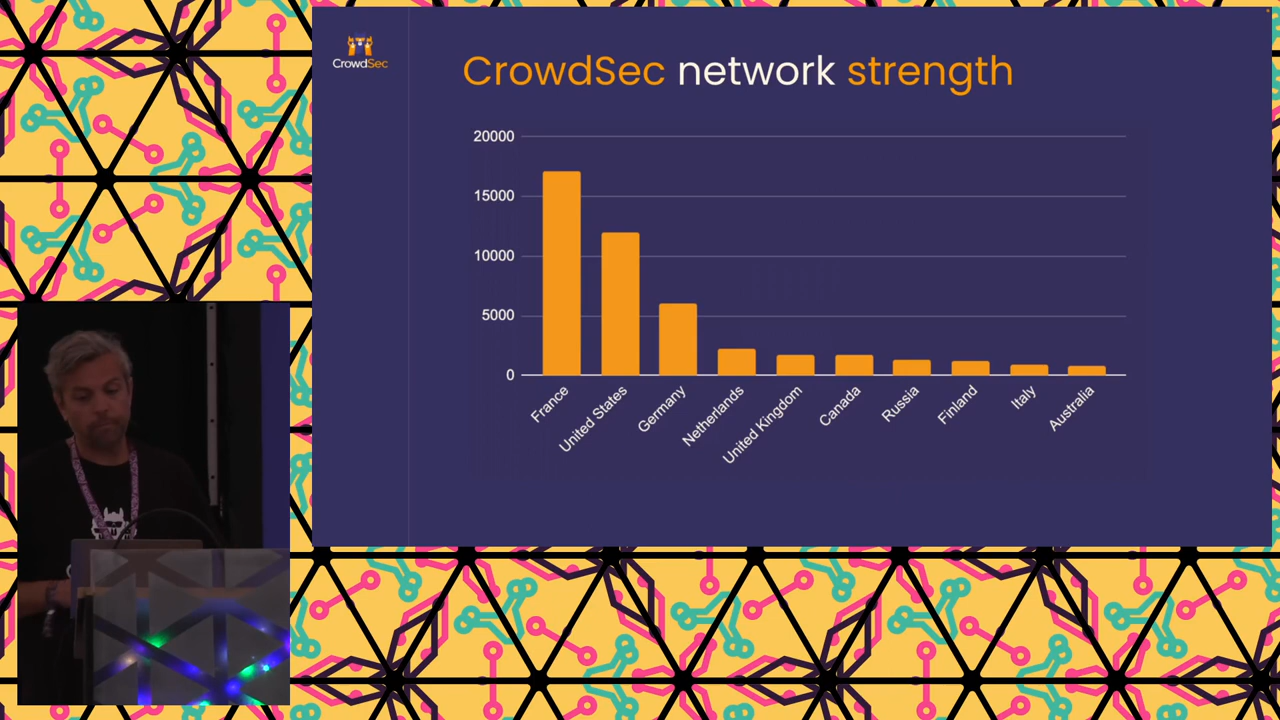 CrowdSec
CrowdSec network strength
20000
15000
10000
5000
0
France
United States
Germany
Netherlands
United Kingdom
Canada
Russia
Finland
Italy
Australia